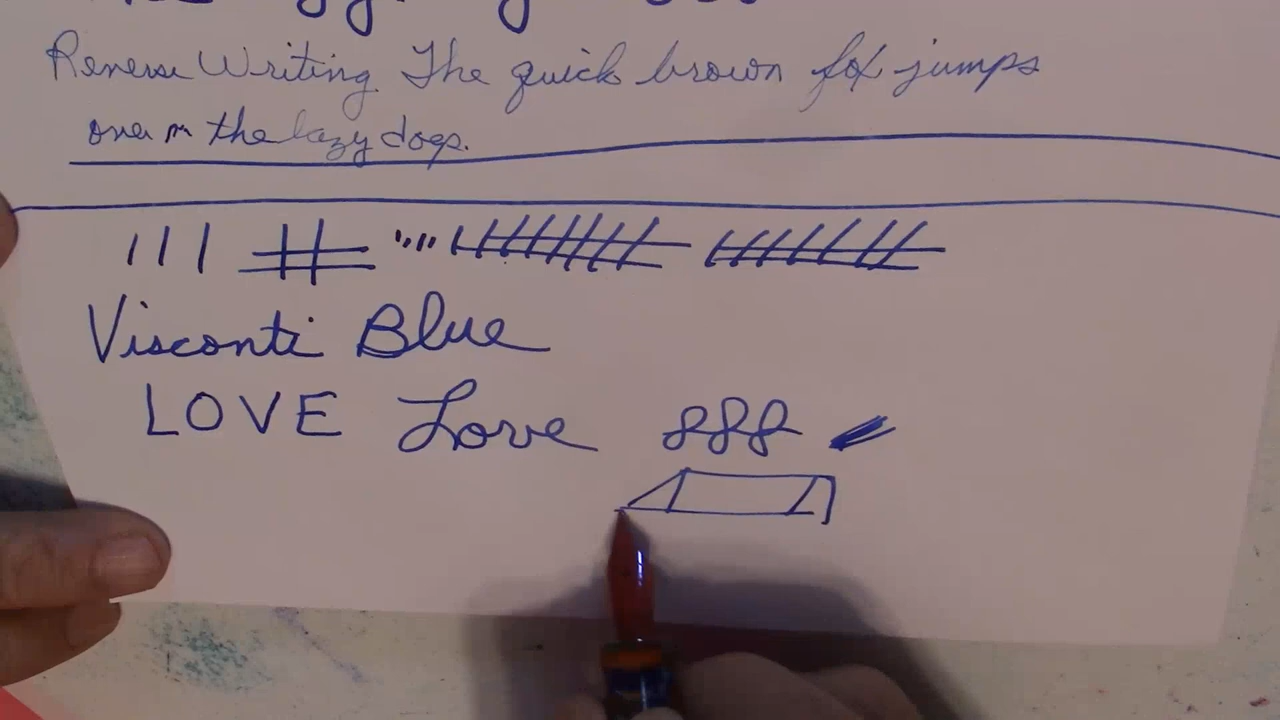 Reverse Writing. The quick brown fox jumps
over the lazy dogs.
Visconti Blue
LOVE Love